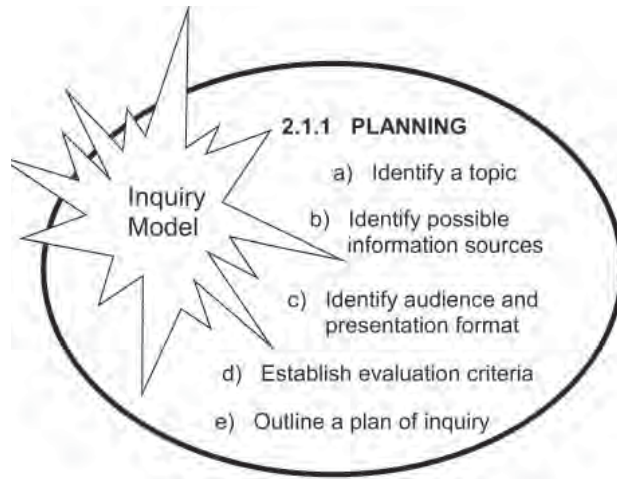 2.1.1 PLANNING
a) Identify a topic
Inquiry
Model
b) Identify possible
information sources
c) Identify audience and
presentation format
d) Establish evaluation criteria
e) Outline a plan of inquiry